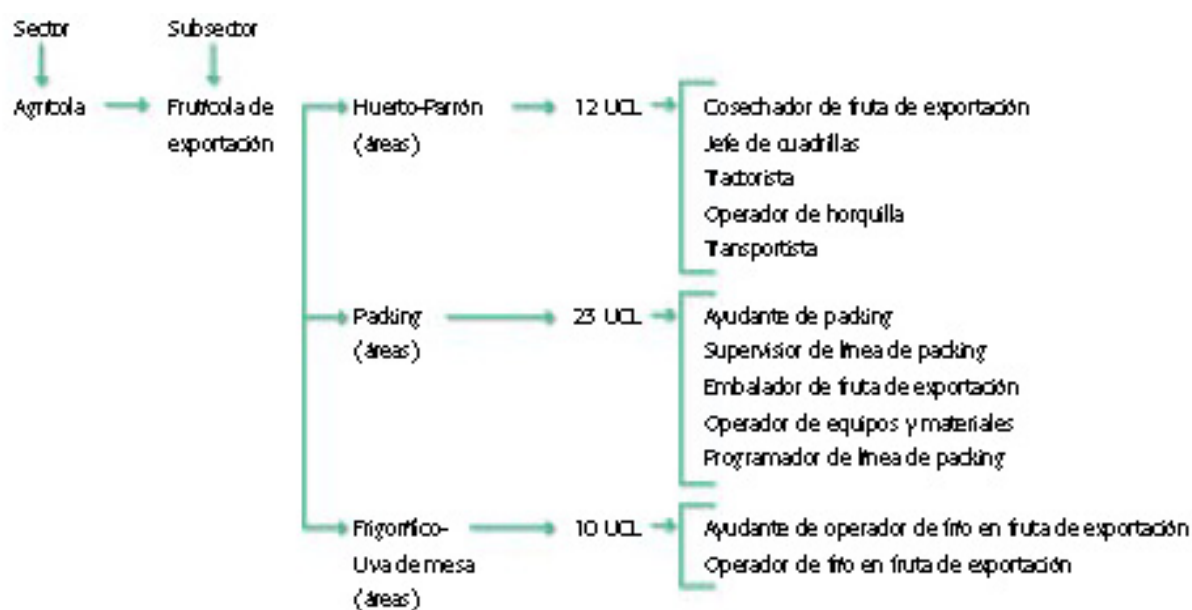 Sector
Subsector
Agrícola
Frutícola de
exportación
Huerto-Parrón
(áreas)
12 UCL
Cosechador de fruta de exportación
Jefe de cuadrillas
Tractorista
Operador de horquilla
Transportista
Packing
(áreas)
23 UCL
Ayudante de packing
Supervisior de línea de packing
Embalador de fruta de exportación
Operador de equipos y materiales
Programador de línea de packing
Frigorífico-
Uva de mesa
(áreas)
10 UCL
Ayudante de operador de frío en fruta de exportación
Operador de frío en fruta de exportación